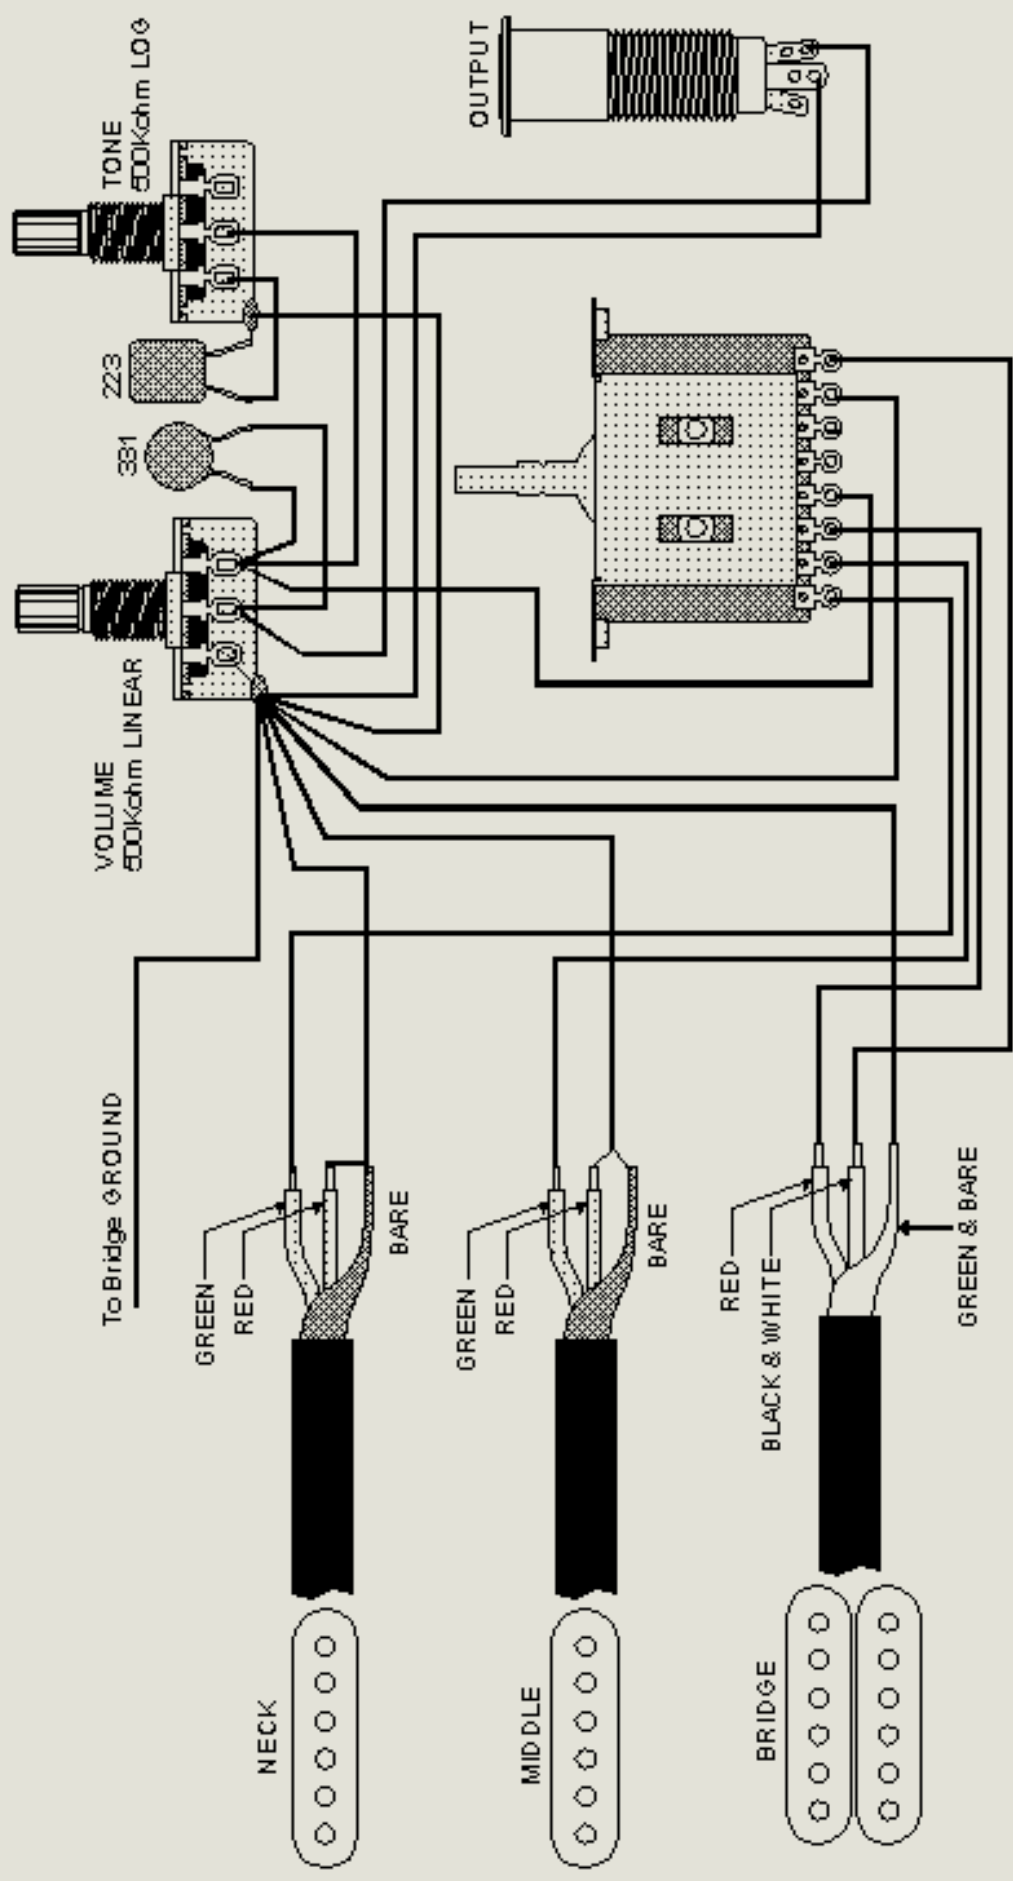 TONE
500Kohm LOG
OUTPUT
223
331
VOLUME
500Kohm LINEAR
To Bridge GROUND
GREEN
RED
BARE
GREEN
RED
BARE
RED
BLACK & WHITE
GREEN & BARE
NECK
MIDDLE
BRIDGE